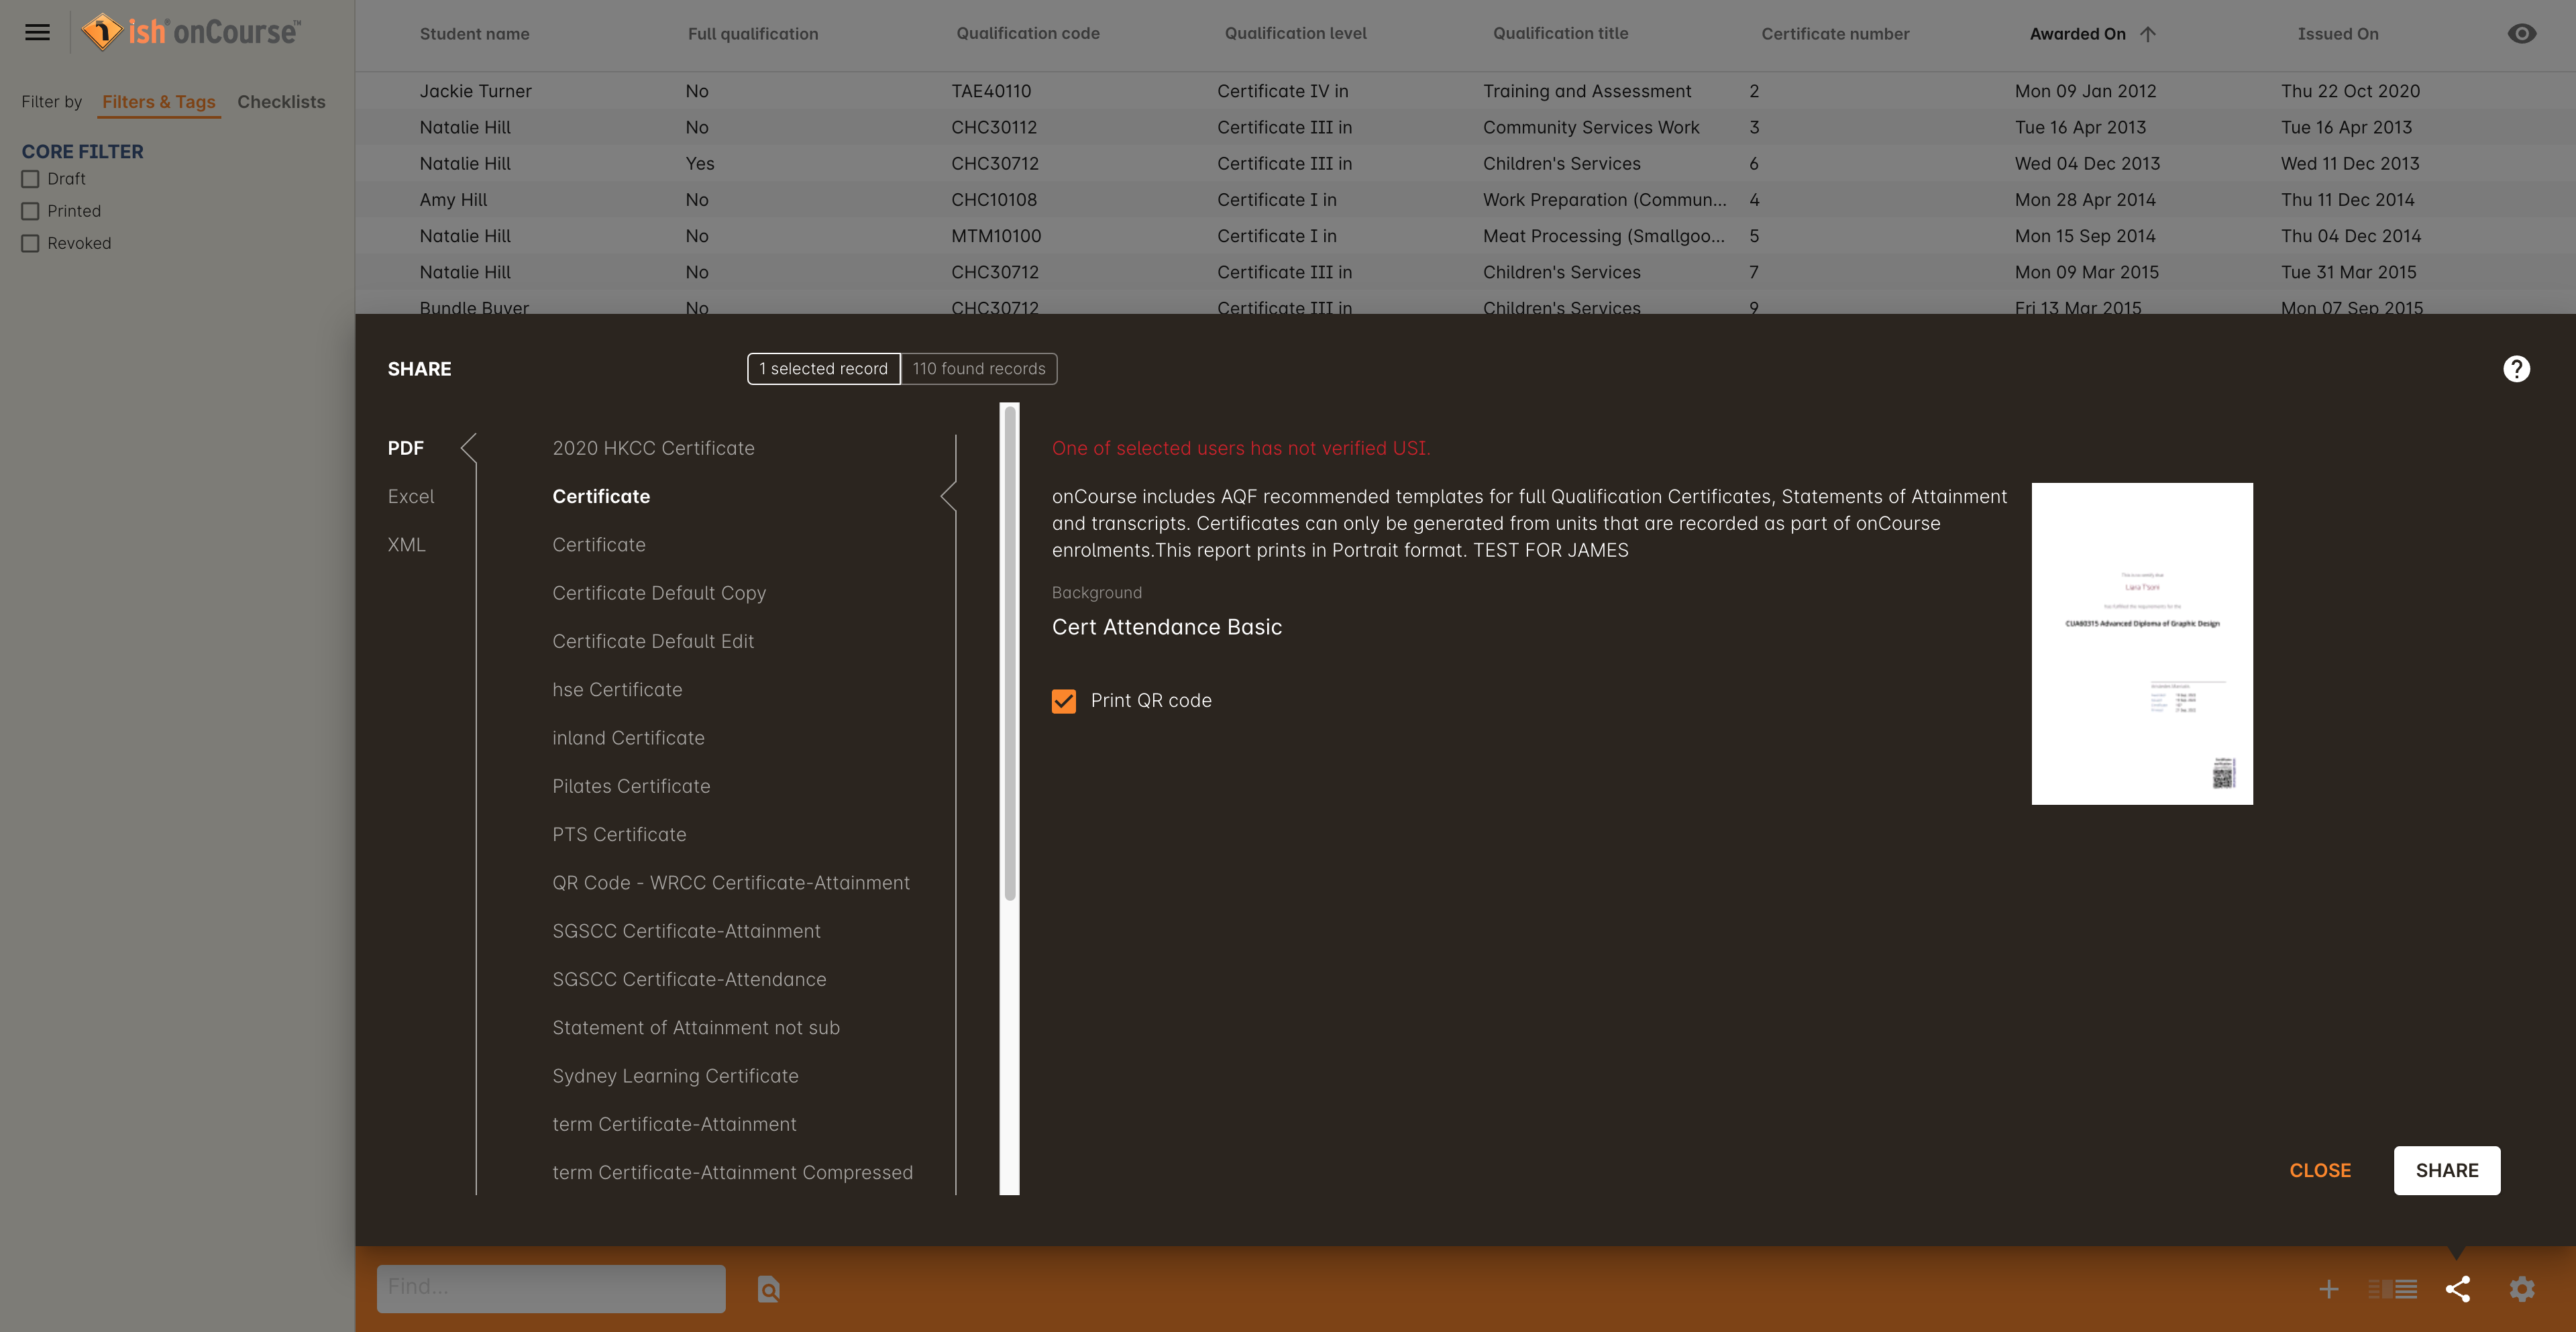 ish onCourse™
Filter by Filters & Tags Checklists
CORE FILTER
Draft
Printed
Revoked
Student name Full qualification Qualification code Qualification level Qualification title Certificate number Awarded On Issued On
Jackie Turner No TAE40110 Certificate IV in Training and Assessment 2 Mon 09 Jan 2012 Thu 22 Oct 2020
Natalie Hill No CHC30112 Certificate III in Community Services Work 3 Tue 16 Apr 2013 Tue 16 Apr 2013
Natalie Hill Yes CHC30712 Certificate III in Children's Services 6 Wed 04 Dec 2013 Wed 11 Dec 2013
Amy Hill No CHC10108 Certificate I in Work Preparation (Commun... 4 Mon 28 Apr 2014 Thu 11 Dec 2014
Natalie Hill No MTM10100 Certificate I in Meat Processing (Smallgoo... 5 Mon 15 Sep 2014 Thu 04 Dec 2014
Natalie Hill No CHC30712 Certificate III in Children's Services 7 Mon 09 Mar 2015 Tue 31 Mar 2015
Bundle Buyer No CHC30712 Certificate III in Children's Services 9 Fri 13 Mar 2015 Mon 07 Sep 2015
SHARE
1 selected record 110 found records
?
PDF
Excel
XML
2020 HKCC Certificate
Certificate
Certificate
Certificate Default Copy
Certificate Default Edit
hse Certificate
inland Certificate
Pilates Certificate
PTS Certificate
QR Code - WRCC Certificate-Attainment
SGSCC Certificate-Attainment
SGSCC Certificate-Attendance
Statement of Attainment not sub
Sydney Learning Certificate
term Certificate-Attainment
term Certificate-Attainment Compressed
One of selected users has not verified USI.
onCourse includes AQF recommended templates for full Qualification Certificates, Statements of Attainment
and transcripts. Certificates can only be generated from units that are recorded as part of onCourse
enrolments.This report prints in Portrait format. TEST FOR JAMES
Background
Cert Attendance Basic
Print QR code
Liana Tsoni
CUA60315 Advanced Diploma of Graphic Design
CLOSE SHARE
Find...